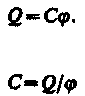 Q = Cφ.
C = Q/φ